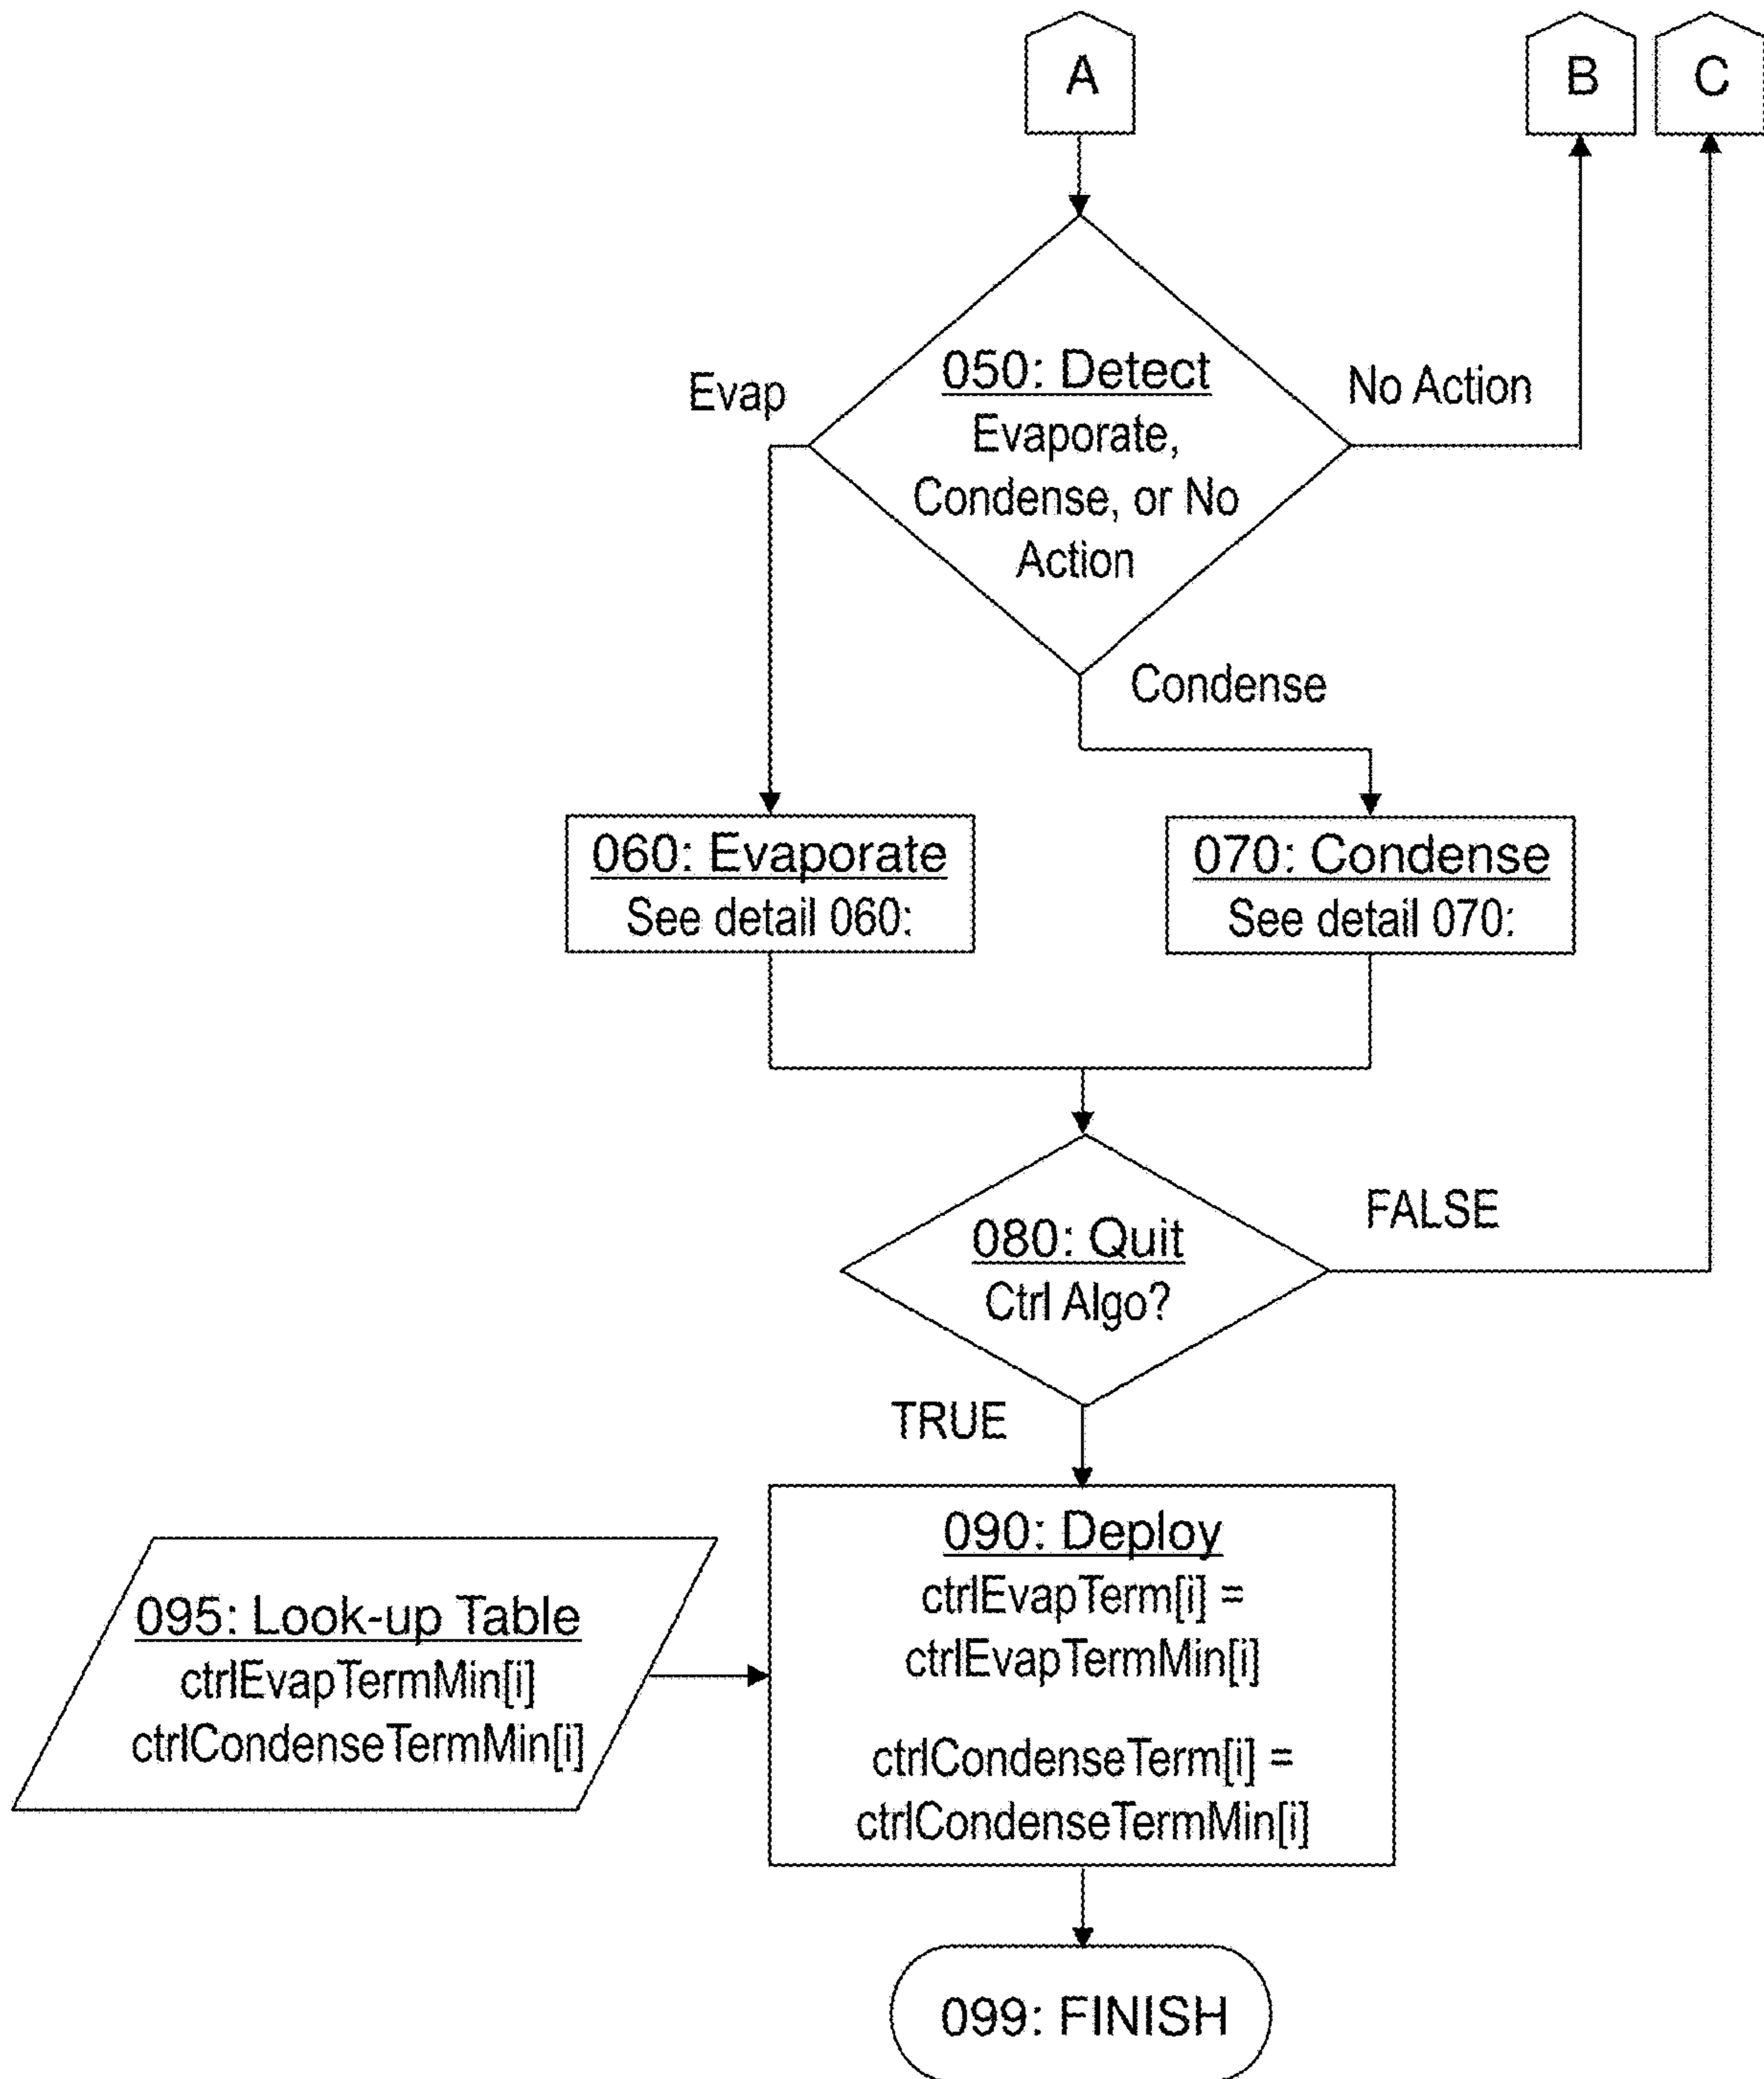 A
B
C
050: Detect
Evaporate,
Condense, or No
Action
Evap
No Action
Condense
060: Evaporate
See detail 060:
070: Condense
See detail 070:
080: Quit
Ctrl Algo?
FALSE
TRUE
090: Deploy
ctrlEvapTerm[i] =
ctrlEvapTermMin[i]
ctrlCondenseTerm[i] =
ctrlCondenseTermMin[i]
095: Look-up Table
ctrlEvapTermMin[i]
ctrlCondenseTermMin[i]
099: FINISH